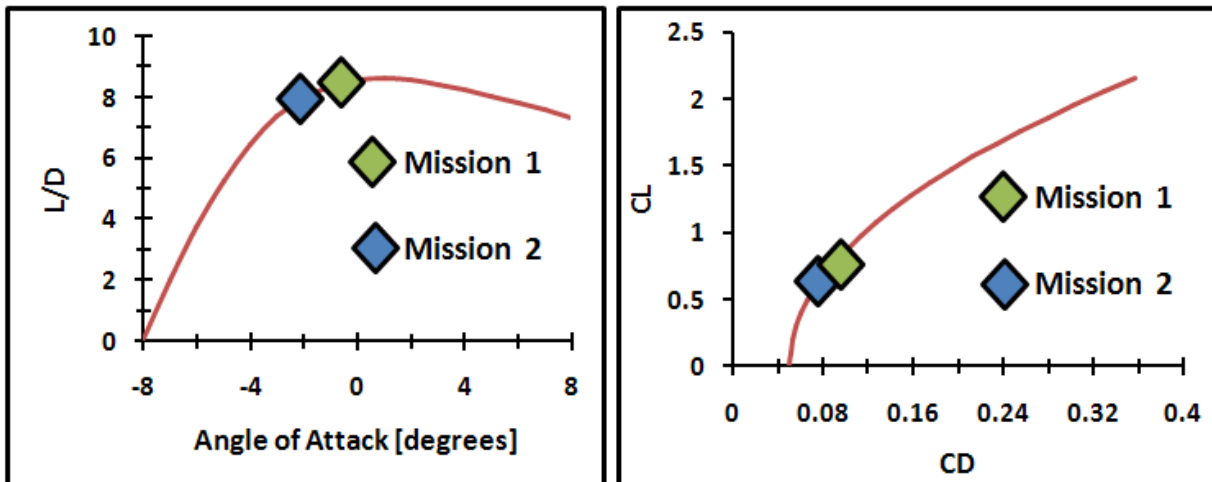 10
8
6
4
2
0
-8 -4 0 4 8
L/D
Angle of Attack [degrees]
Mission 1
Mission 2
2.5
2
1.5
1
0.5
0
0 0.08 0.16 0.24 0.32 0.4
CL
CD
Mission 1
Mission 2